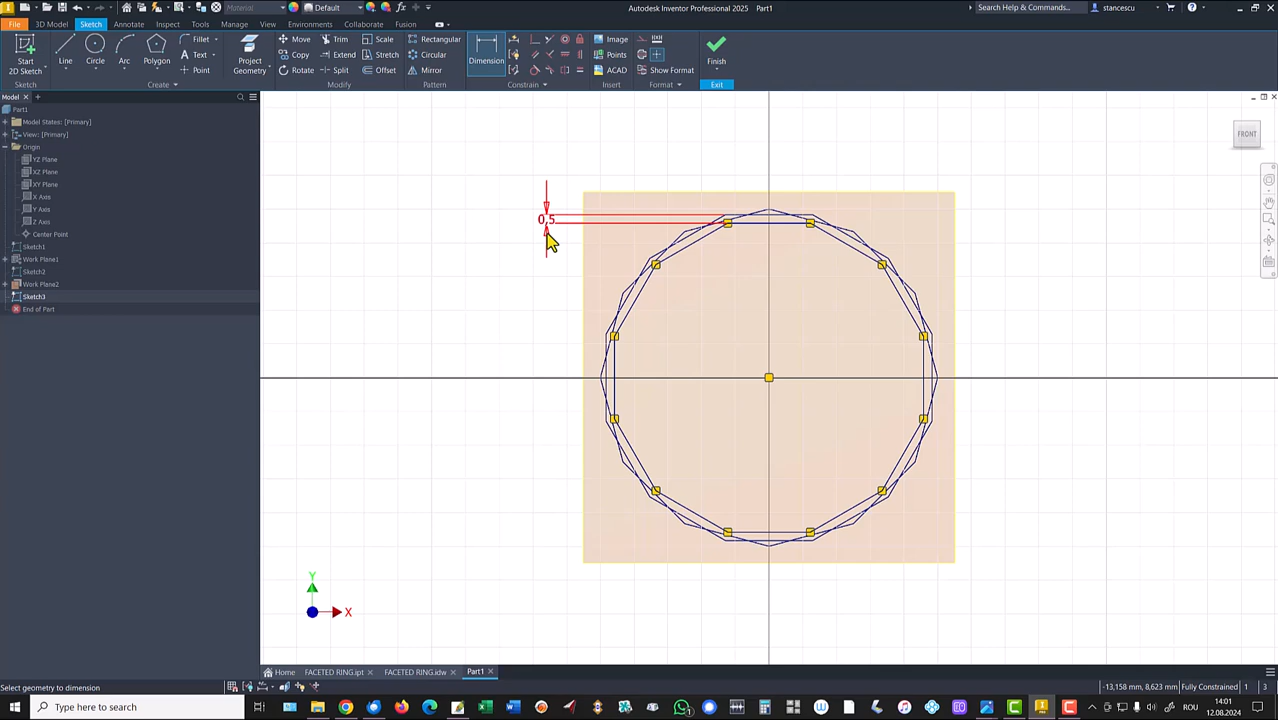 Material
Default
Autodesk Inventor Professional 2025 Part1
Search Help & Commands...
stancescu
File 3D Model Sketch Annotate Inspect Tools Manage View Environments Get Started Collaborate Fusion
Start 2D Sketch
Line
Circle
Arc
Polygon
Fillet
Text
Point
Project Geometry
Move
Copy
Rotate
Trim
Extend
Split
Scale
Stretch
Offset
Rectangular
Circular
Mirror
Dimension
Image
Points
ACAD
Show Format
Finish
Sketch Create Modify Pattern Constrain Insert Format Exit
Model
Part1
Model States: [Primary]
View: [Primary]
Origin
YZ Plane
XZ Plane
XY Plane
X Axis
Y Axis
Z Axis
Center Point
Sketch1
Work Plane1
Sketch2
Work Plane2
Sketch3
End of Part
FRONT
0,5
Y
X
Home FACETED RING.ipt FACETED RING.idw Part1
Select geometry to dimension
-13,158 mm, 8,623 mm Fully Constrained 1 3
Type here to search
14:01
12.08.2024